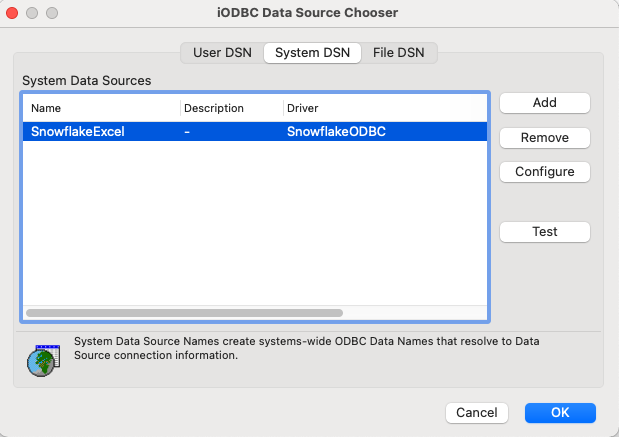 iODBC Data Source Chooser
User DSN System DSN File DSN
System Data Sources
Name Description Driver
SnowflakeExcel - SnowflakeODBC
Add
Remove
Configure
Test
System Data Source Names create systems-wide ODBC Data Names that resolve to Data
Source connection information.
Cancel OK